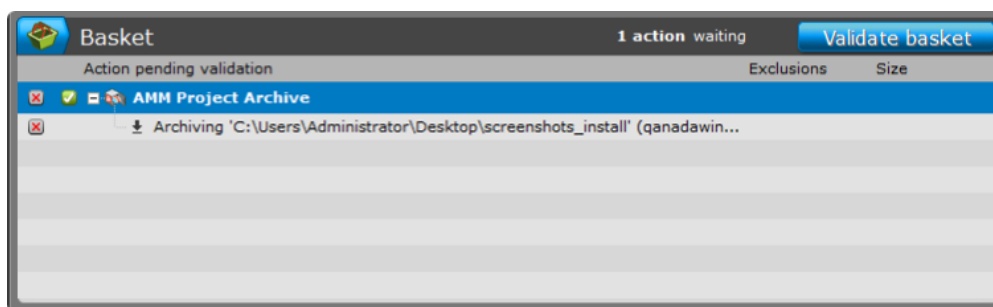 Basket 1 action waiting Validate basket
Action pending validation Exclusions Size
AMM Project Archive
Archiving 'C:\Users\Administrator\Desktop\screenshots_install' (qanadawin...